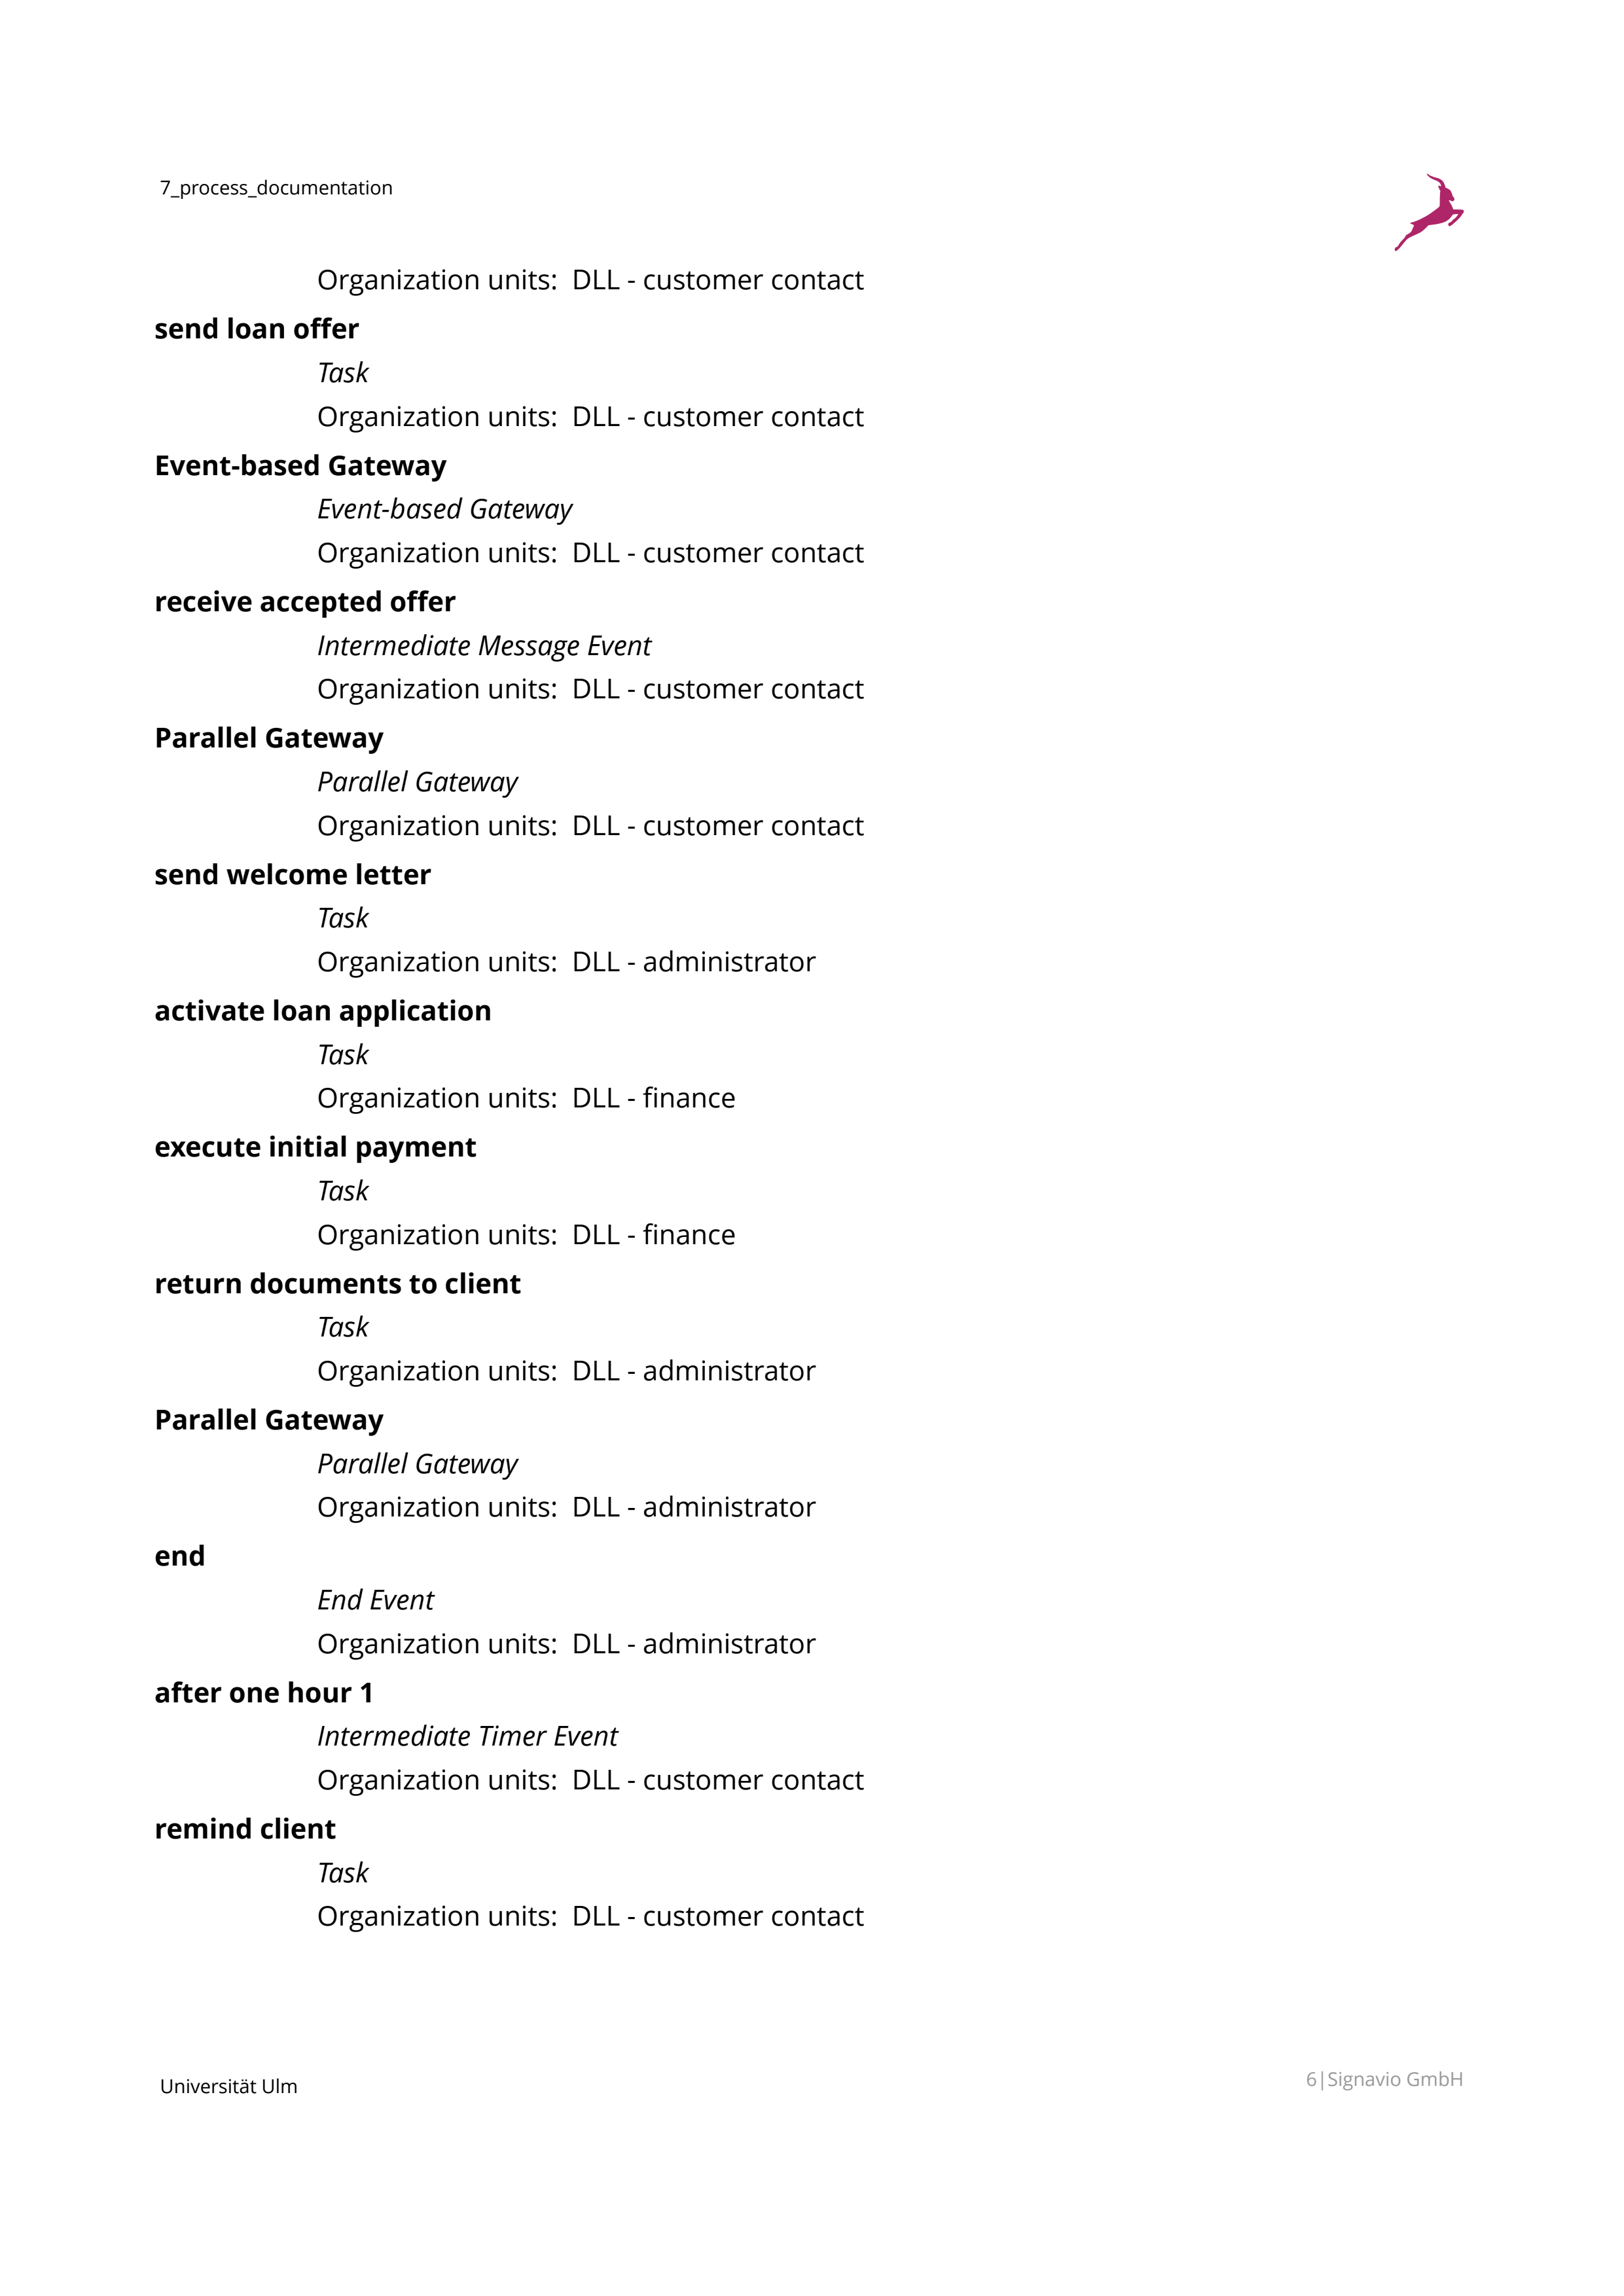 7_process_documentation
Organization units:  DLL - customer contact
send loan offer
Task
Organization units:  DLL - customer contact
Event-based Gateway
Event-based Gateway
Organization units:  DLL - customer contact
receive accepted offer
Intermediate Message Event
Organization units:  DLL - customer contact
Parallel Gateway
Parallel Gateway
Organization units:  DLL - customer contact
send welcome letter
Task
Organization units:  DLL - administrator
activate loan application
Task
Organization units:  DLL - finance
execute initial payment
Task
Organization units:  DLL - finance
return documents to client
Task
Organization units:  DLL - administrator
Parallel Gateway
Parallel Gateway
Organization units:  DLL - administrator
end
End Event
Organization units:  DLL - administrator
after one hour 1
Intermediate Timer Event
Organization units:  DLL - customer contact
remind client
Task
Organization units:  DLL - customer contact
Universität Ulm
6|Signavio GmbH